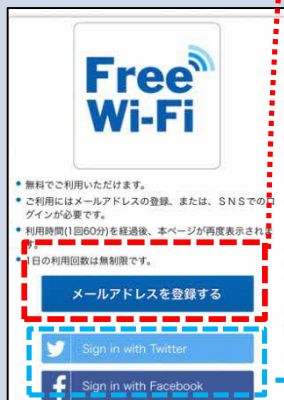 Free
Wi-Fi
• 無料でご利用いただけます。
• ご利用にはメールアドレスの登録、または、ＳＮＳでのロ
グインが必要です。
• 利用時間(1回60分)を経過後、本ページが再度表示されま
す。
• 1日の利用回数は無制限です。
メールアドレスを登録する
Sign in with Twitter
Sign in with Facebook